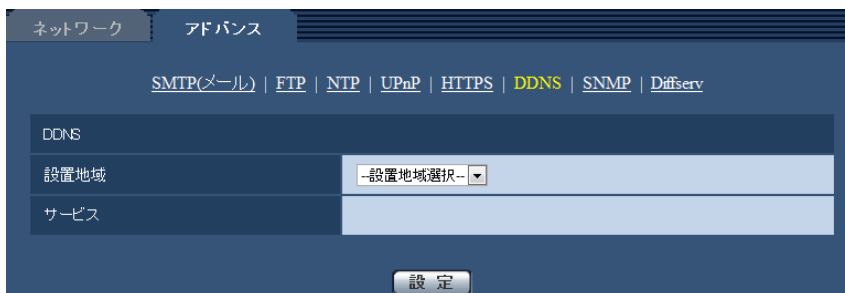 ネットワーク アドバンス
SMTP(メール) | FTP | NTP | UPnP | HTTPS | DDNS | SNMP | Diffserv
DDNS
設置地域 --設置地域選択--
サービス
設 定